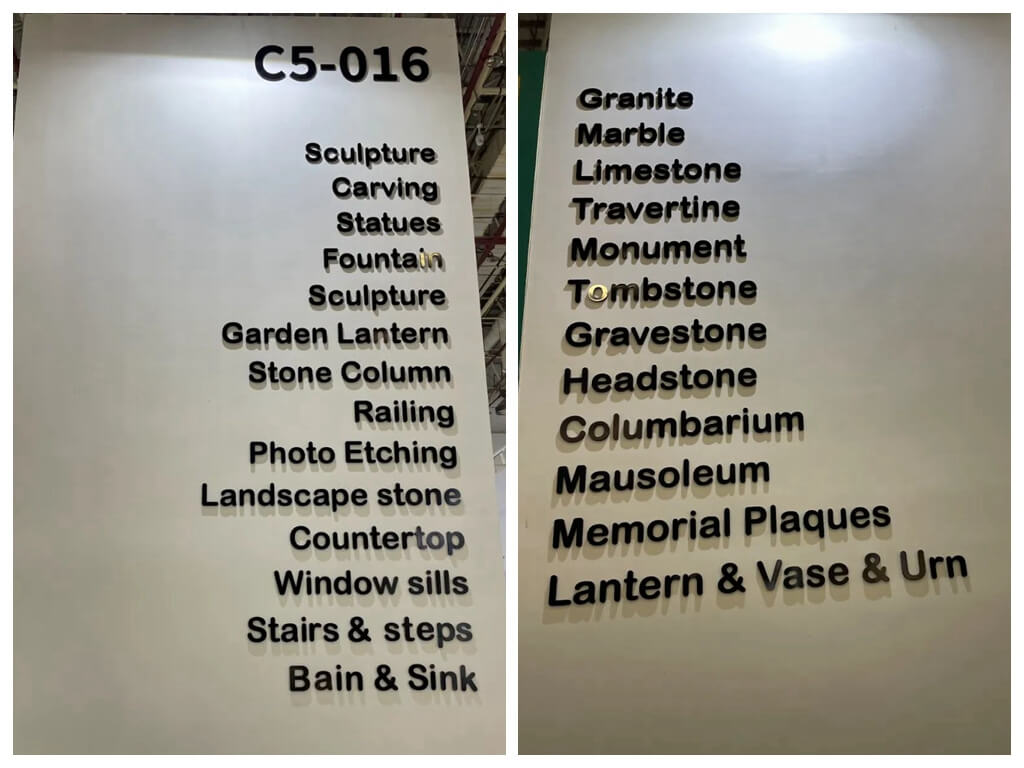 C5-016
Sculpture
Carving
Statues
Fountain
Sculpture
Garden Lantern
Stone Column
Railing
Photo Etching
Landscape stone
Countertop
Window sills
Stairs & steps
Bain & Sink
Granite
Marble
Limestone
Travertine
Monument
Tombstone
Gravestone
Headstone
Columbarium
Mausoleum
Memorial Plaques
Lantern & Vase & Urn